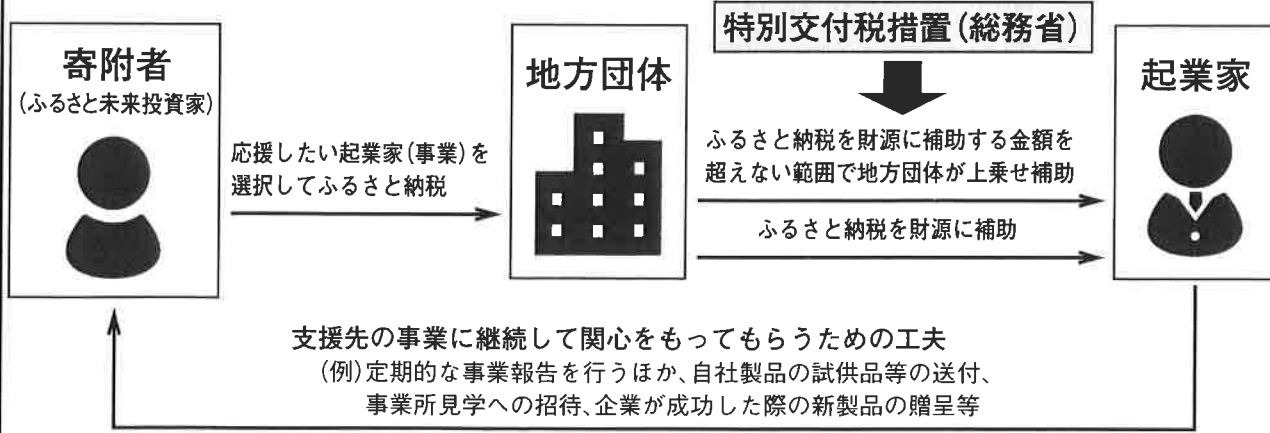 特別交付税措置(総務省)
寄附者
(ふるさと未来投資家)
地方団体
起業家
応援したい起業家(事業)を
選択してふるさと納税
ふるさと納税を財源に補助する金額を
超えない範囲で地方団体が上乗せ補助
ふるさと納税を財源に補助
支援先の事業に継続して関心をもってもらうための工夫
(例)定期的な事業報告を行うほか、自社製品の試供品等の送付、
事業所見学への招待、企業が成功した際の新製品の贈呈等